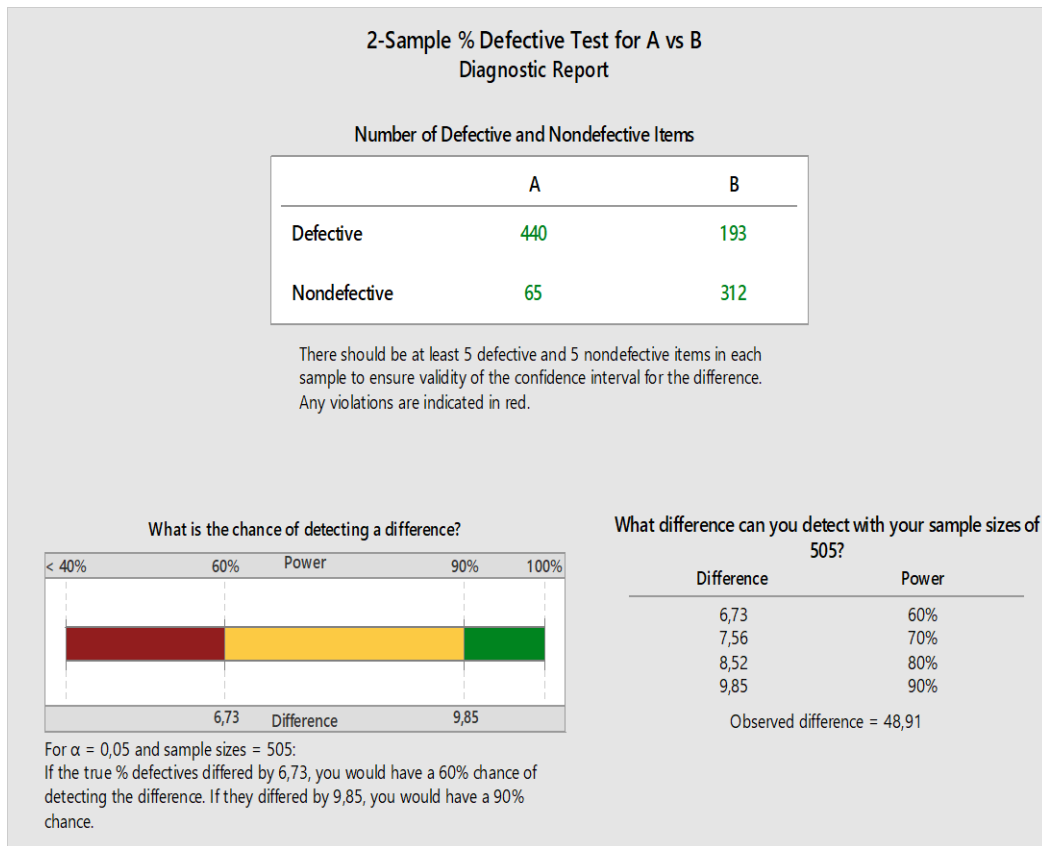 2-Sample % Defective Test for A vs B
Diagnostic Report
Number of Defective and Nondefective Items
A B
Defective 440 193
Nondefective 65 312
There should be at least 5 defective and 5 nondefective items in each
sample to ensure validity of the confidence interval for the difference.
Any violations are indicated in red.
What is the chance of detecting a difference?
< 40% 60% Power 90% 100%
6,73 Difference 9,85
For α = 0,05 and sample sizes = 505:
If the true % defectives differed by 6,73, you would have a 60% chance of
detecting the difference. If they differed by 9,85, you would have a 90%
chance.
What difference can you detect with your sample sizes of
505?
Difference Power
6,73 60%
7,56 70%
8,52 80%
9,85 90%
Observed difference = 48,91